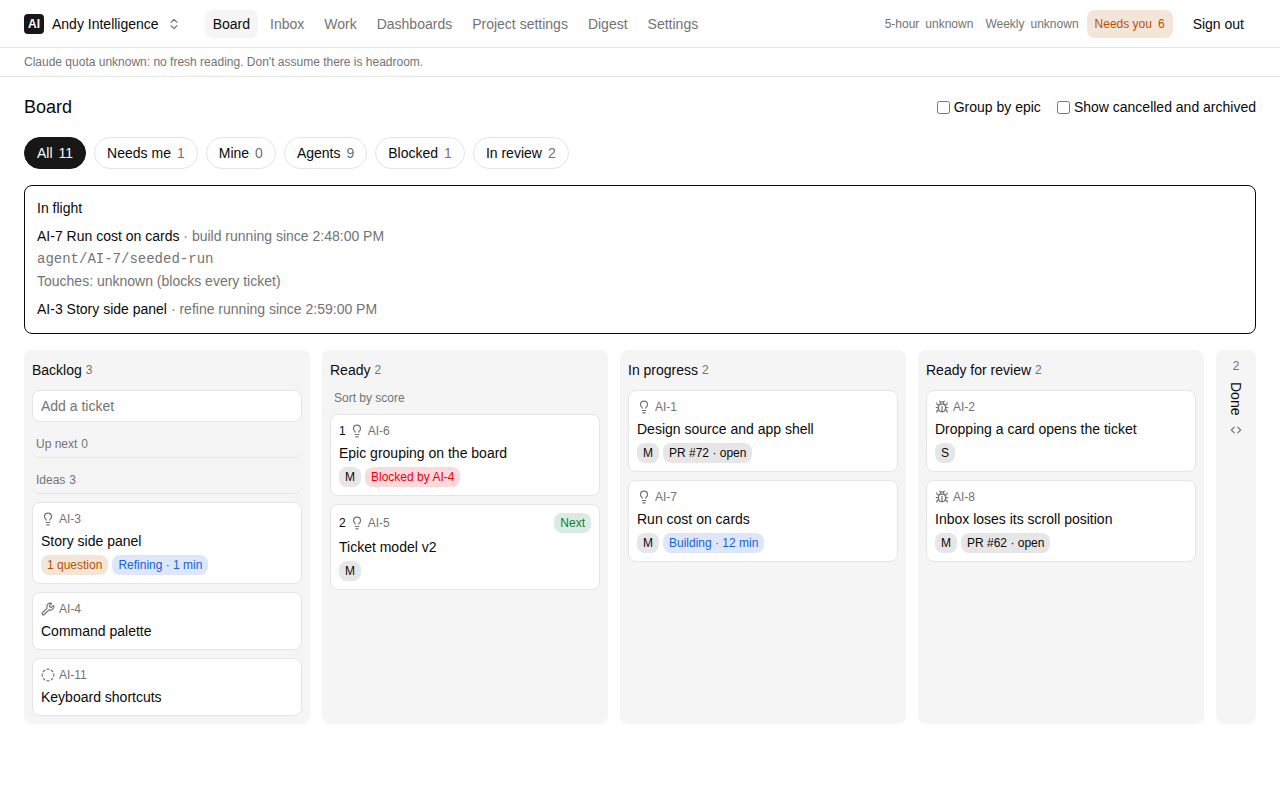 AI Andy Intelligence Board Inbox Work Dashboards Project settings Digest Settings 5-hour unknown Weekly unknown Needs you 6 Sign out
Claude quota unknown: no fresh reading. Don't assume there is headroom.
Board Group by epic Show cancelled and archived
All 11 Needs me 1 Mine 0 Agents 9 Blocked 1 In review 2
In flight
AI-7 Run cost on cards · build running since 2:48:00 PM
agent/AI-7/seeded-run
Touches: unknown (blocks every ticket)
AI-3 Story side panel · refine running since 2:59:00 PM
Backlog 3
Add a ticket
Up next 0
Ideas 3
AI-3
Story side panel
1 question Refining · 1 min
AI-4
Command palette
AI-11
Keyboard shortcuts
Ready 2
Sort by score
1 AI-6
Epic grouping on the board
M Blocked by AI-4
2 AI-5 Next
Ticket model v2
M
In progress 2
AI-1
Design source and app shell
M PR #72 · open
AI-7
Run cost on cards
M Building · 12 min
Ready for review 2
AI-2
Dropping a card opens the ticket
S
AI-8
Inbox loses its scroll position
M PR #62 · open
2
Done